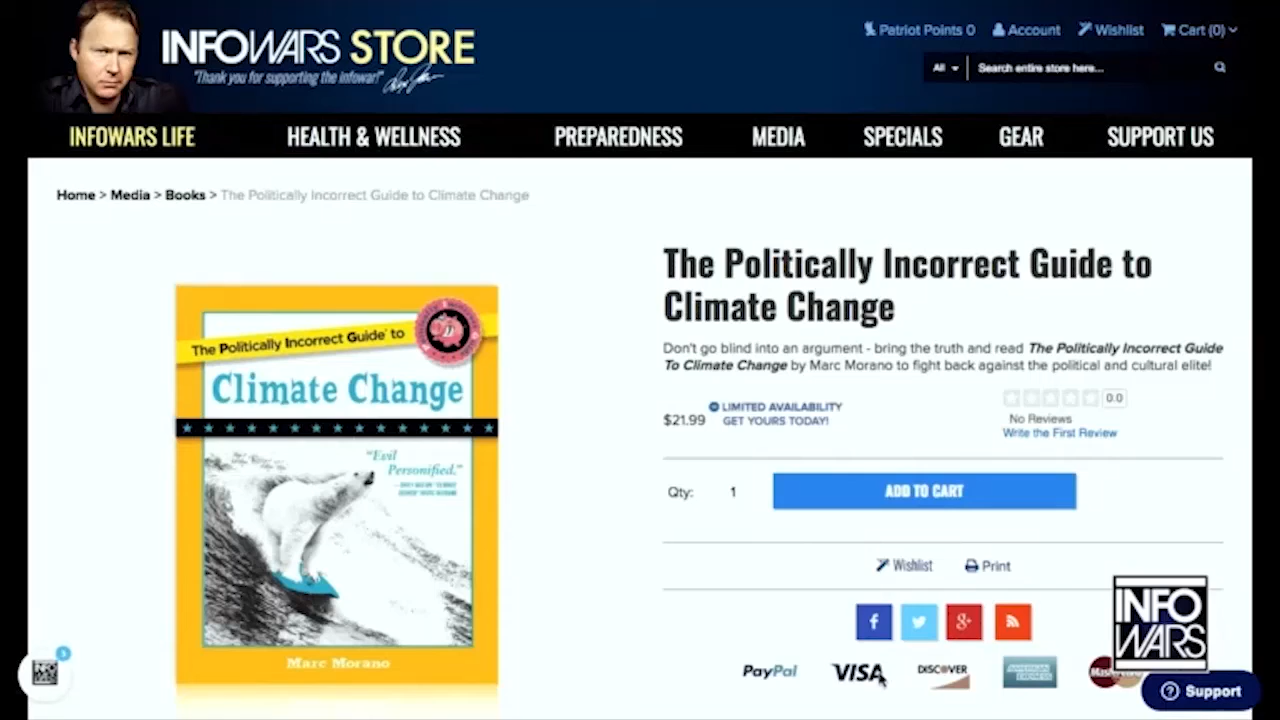 INFOWARS STORE
"Thank you for supporting the infowar!"
Patriot Points 0
Account
Wishlist
Cart (0)
All
Search entire store here...
INFOWARS LIFE
HEALTH & WELLNESS
PREPAREDNESS
MEDIA
SPECIALS
GEAR
SUPPORT US
Home > Media > Books > The Politically Incorrect Guide to Climate Change
The Politically Incorrect Guide to
Climate Change
Don't go blind into an argument - bring the truth and read The Politically Incorrect Guide
To Climate Change by Marc Morano to fight back against the political and cultural elite!
$21.99
LIMITED AVAILABILITY
GET YOURS TODAY!
0.0
No Reviews
Write the First Review
Qty:
1
ADD TO CART
Wishlist
Print
PayPal
VISA
DISCOVER
AMERICAN
EXPRESS
INFO
WARS
Support
The Politically Incorrect Guide to
Climate Change
"Evil
Personified."
Marc Morano